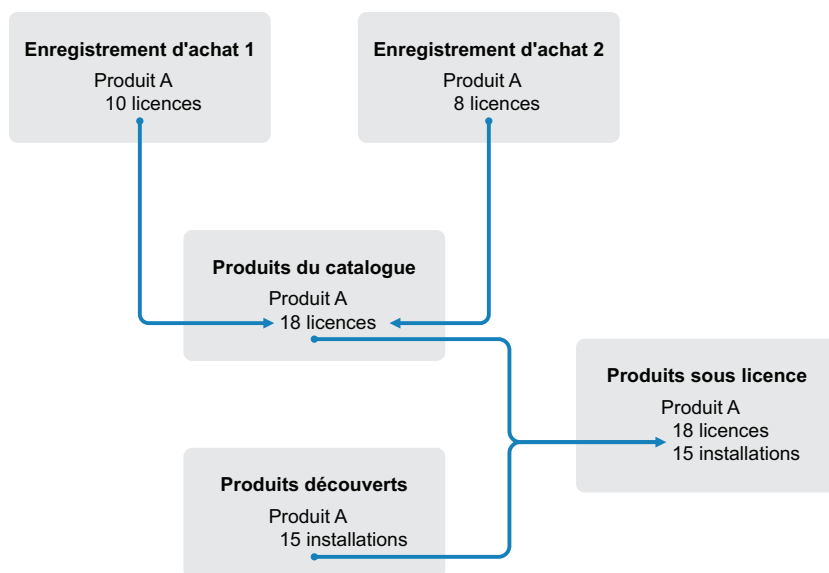 Enregistrement d'achat 1
Produit A
10 licences
Enregistrement d'achat 2
Produit A
8 licences
Produits du catalogue
Produit A
18 licences
Produits sous licence
Produit A
18 licences
15 installations
Produits découverts
Produit A
15 installations